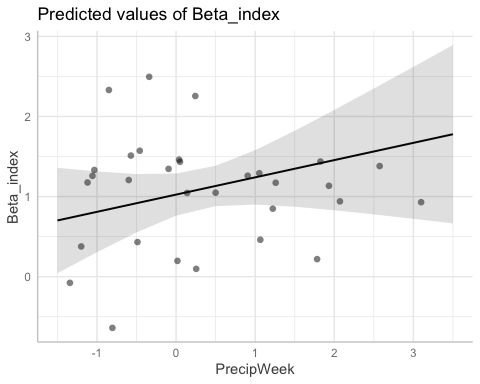 Predicted values of Beta_index
3
2
1
0
Beta_index
-1 0 1 2 3
PrecipWeek